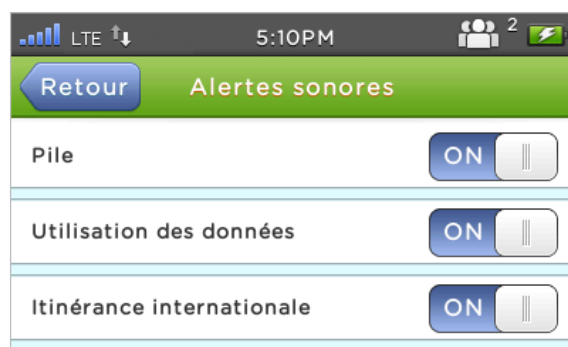 LTE 5:10PM 2
Retour Alertes sonores
Pile ON
Utilisation des données ON
Itinérance internationale ON